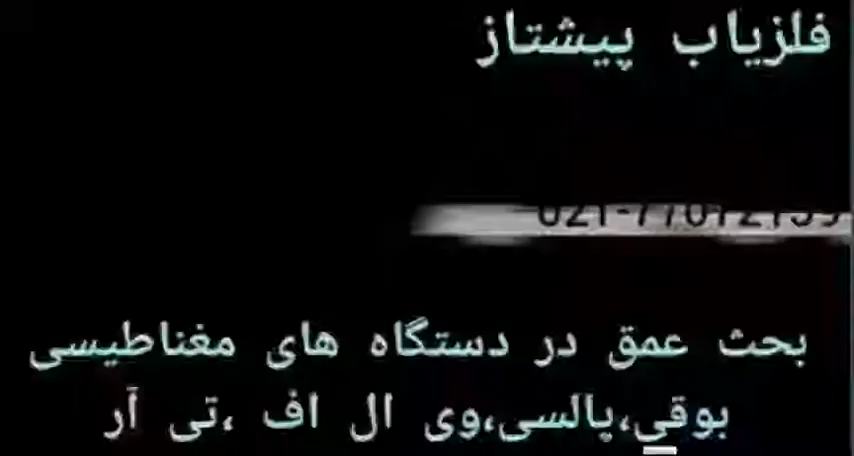 فلزیاب پیشتاز
بحث عمق در دستگاه های مغناطیسی
بوقی،پالسی،وی ال اف ،تی آر